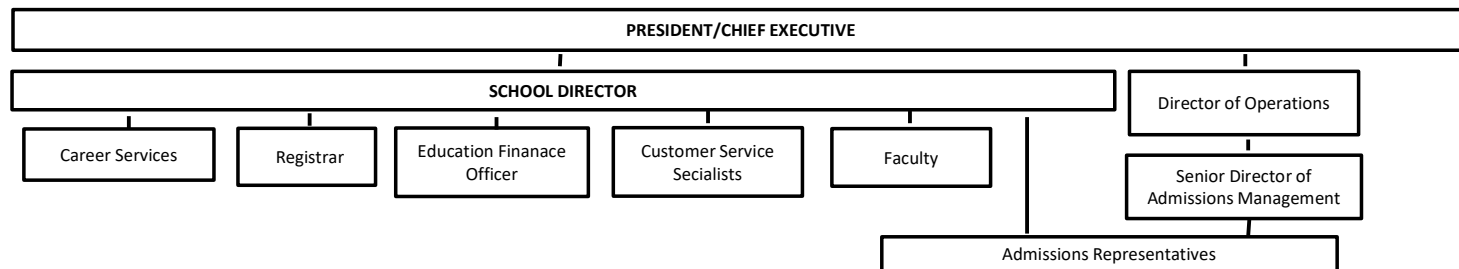 PRESIDENT/CHIEF EXECUTIVE
SCHOOL DIRECTOR
Director of Operations
Career Services
Registrar
Education Finanace
Officer
Customer Service
Secialists
Faculty
Senior Director of
Admissions Management
Admissions Representatives